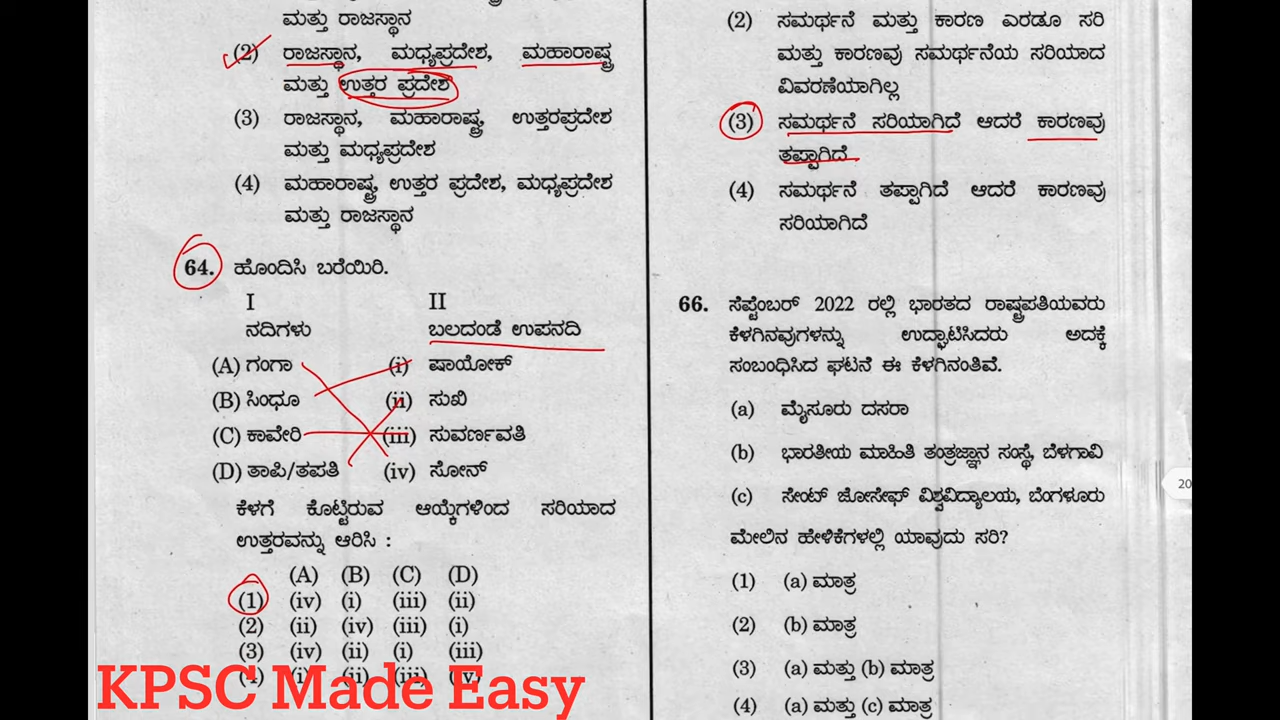 ಮತ್ತು ರಾಜಸ್ಥಾನ
(2) ರಾಜಸ್ಥಾನ, ಮಧ್ಯಪ್ರದೇಶ, ಮಹಾರಾಷ್ಟ್ರ
ಮತ್ತು ಉತ್ತರ ಪ್ರದೇಶ
(3) ರಾಜಸ್ಥಾನ, ಮಹಾರಾಷ್ಟ್ರ, ಉತ್ತರಪ್ರದೇಶ
ಮತ್ತು ಮಧ್ಯಪ್ರದೇಶ
(4) ಮಹಾರಾಷ್ಟ್ರ, ಉತ್ತರ ಪ್ರದೇಶ, ಮಧ್ಯಪ್ರದೇಶ
ಮತ್ತು ರಾಜಸ್ಥಾನ
64. ಹೊಂದಿಸಿ ಬರೆಯಿರಿ.
I II
ನದಿಗಳು ಬಲದಂಡೆ ಉಪನದಿ
(A) ಗಂಗಾ (i) ಷಾಯೋಕ್
(B) ಸಿಂಧೂ (ii) ಸುಖಿ
(C) ಕಾವೇರಿ (iii) ಸುವರ್ಣವತಿ
(D) ತಾಪಿ/ತಪತಿ (iv) ಸೋನ್
ಕೆಳಗೆ ಕೊಟ್ಟಿರುವ ಆಯ್ಕೆಗಳಿಂದ ಸರಿಯಾದ
ಉತ್ತರವನ್ನು ಆರಿಸಿ :
(A) (B) (C) (D)
(1) (iv) (i) (iii) (ii)
(2) (ii) (iv) (iii) (i)
(3) (iv) (ii) (i) (iii)
KPSC Made Easy
(2) ಸಮರ್ಥನೆ ಮತ್ತು ಕಾರಣ ಎರಡೂ ಸರಿ
ಮತ್ತು ಕಾರಣವು ಸಮರ್ಥನೆಯ ಸರಿಯಾದ
ವಿವರಣೆಯಾಗಿಲ್ಲ
(3) ಸಮರ್ಥನೆ ಸರಿಯಾಗಿದೆ ಆದರೆ ಕಾರಣವು
ತಪ್ಪಾಗಿದೆ
(4) ಸಮರ್ಥನೆ ತಪ್ಪಾಗಿದೆ ಆದರೆ ಕಾರಣವು
ಸರಿಯಾಗಿದೆ
66. ಸೆಪ್ಟೆಂಬರ್ 2022 ರಲ್ಲಿ ಭಾರತದ ರಾಷ್ಟ್ರಪತಿಯವರು
ಕೆಳಗಿನವುಗಳನ್ನು ಉದ್ಘಾಟಿಸಿದರು ಅದಕ್ಕೆ
ಸಂಬಂಧಿಸಿದ ಘಟನೆ ಈ ಕೆಳಗಿನಂತಿವೆ.
(a) ಮೈಸೂರು ದಸರಾ
(b) ಭಾರತೀಯ ಮಾಹಿತಿ ತಂತ್ರಜ್ಞಾನ ಸಂಸ್ಥೆ, ಬೆಳಗಾವಿ
(c) ಸೇಂಟ್ ಜೋಸೇಫ್ ವಿಶ್ವವಿದ್ಯಾಲಯ, ಬೆಂಗಳೂರು
ಮೇಲಿನ ಹೇಳಿಕೆಗಳಲ್ಲಿ ಯಾವುದು ಸರಿ?
(1) (a) ಮಾತ್ರ
(2) (b) ಮಾತ್ರ
(3) (a) ಮತ್ತು (b) ಮಾತ್ರ
(4) (a) ಮತ್ತು (c) ಮಾತ್ರ
20